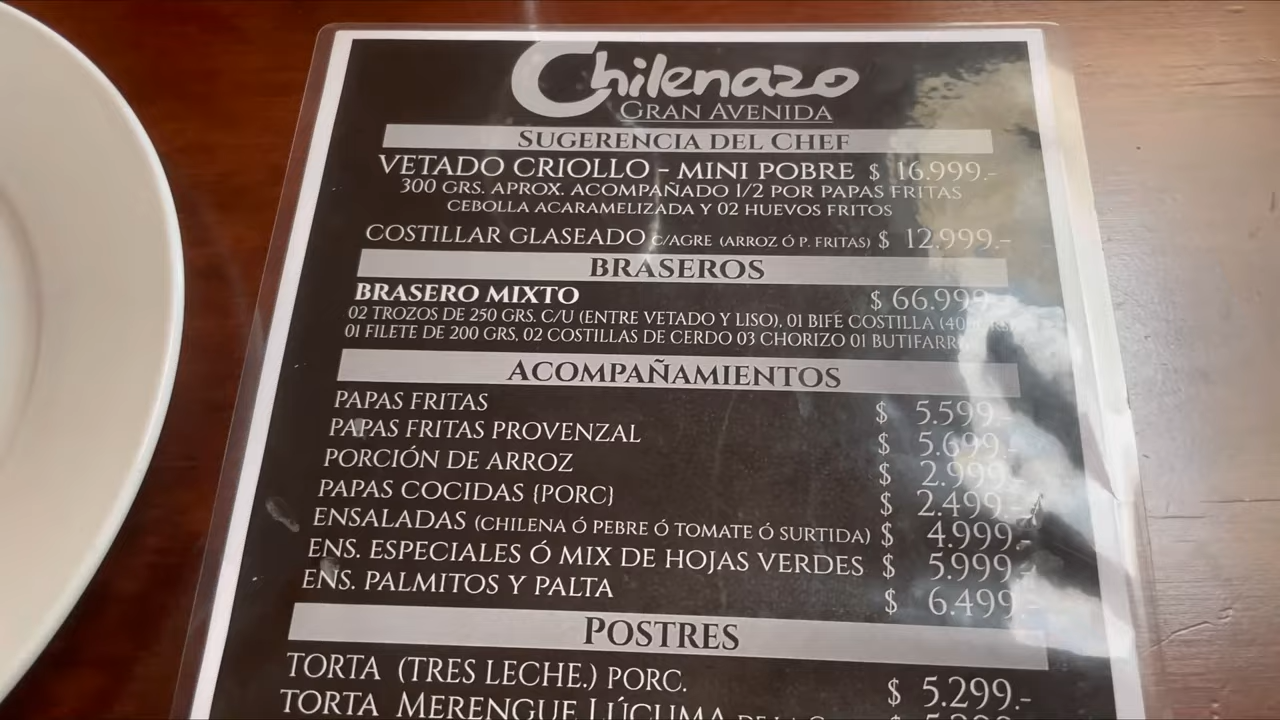 Chilenazo
GRAN AVENIDA
SUGERENCIA DEL CHEF
VETADO CRIOLLO - MINI POBRE $ 16.999.-
300 GRS. APROX. ACOMPAÑADO 1/2 POR PAPAS FRITAS
CEBOLLA ACARAMELIZADA Y 02 HUEVOS FRITOS
COSTILLAR GLASEADO C/AGRE (ARROZ Ó P. FRITAS) $ 12.999.-
BRASEROS
BRASERO MIXTO $ 66.999.-
02 TROZOS DE 250 GRS. C/U (ENTRE VETADO Y LISO), 01 BIFE COSTILLA
01 FILETE DE 200 GRS, 02 COSTILLAS DE CERDO 03 CHORIZO 01
ACOMPAÑAMIENTOS
PAPAS FRITAS $ 5.599.-
PAPAS FRITAS PROVENZAL $ 5.699.-
PORCIÓN DE ARROZ $ 2.999.-
PAPAS COCIDAS {PORC} $ 2.499.-
ENSALADAS (CHILENA Ó PEBRE Ó TOMATE Ó SURTIDA) $ 4.999.-
ENS. ESPECIALES Ó MIX DE HOJAS VERDES $ 5.999.-
ENS. PALMITOS Y PALTA $ 6.499.-
POSTRES
TORTA (TRES LECHE.) PORC. $ 5.299.-
TORTA MERENGUE LÚCUMA